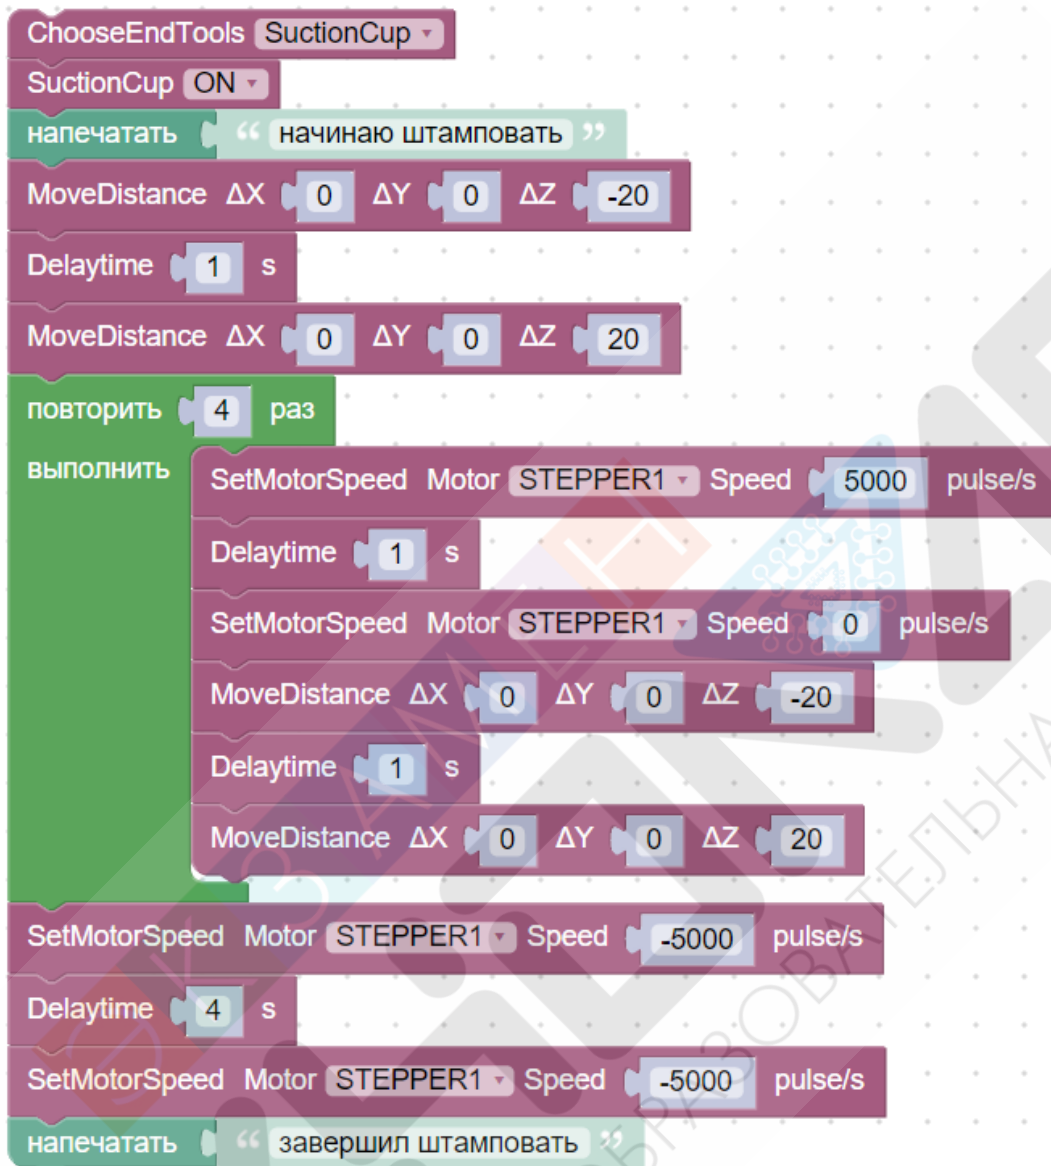 ChooseEndTools SuctionCup
SuctionCup ON
напечатать “ начинаю штамповать ”
MoveDistance ΔX 0 ΔY 0 ΔZ -20
Delaytime 1 s
MoveDistance ΔX 0 ΔY 0 ΔZ 20
повторить 4 раз
выполнить SetMotorSpeed Motor STEPPER1 Speed 5000 pulse/s
Delaytime 1 s
SetMotorSpeed Motor STEPPER1 Speed 0 pulse/s
MoveDistance ΔX 0 ΔY 0 ΔZ -20
Delaytime 1 s
MoveDistance ΔX 0 ΔY 0 ΔZ 20
SetMotorSpeed Motor STEPPER1 Speed -5000 pulse/s
Delaytime 4 s
SetMotorSpeed Motor STEPPER1 Speed -5000 pulse/s
напечатать “ завершил штамповать ”
ЭКЗАМЕН